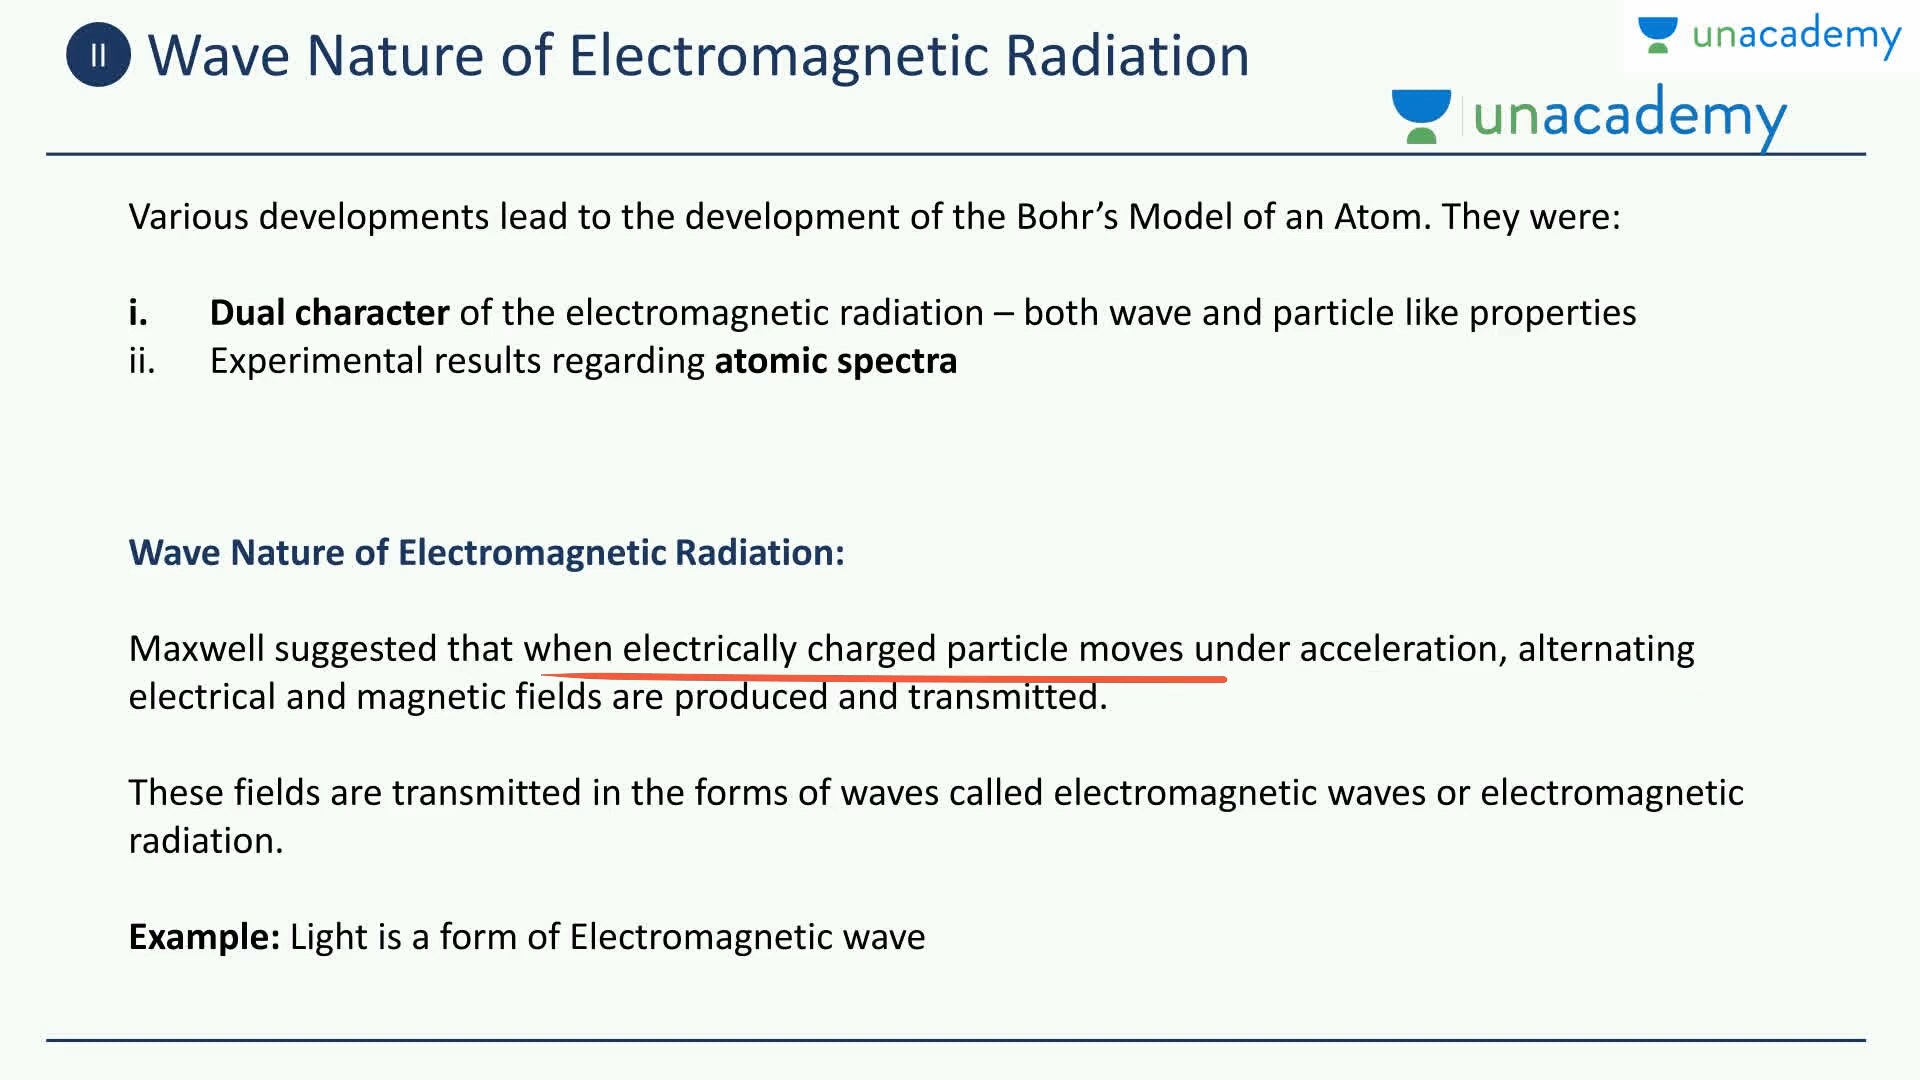 II Wave Nature of Electromagnetic Radiation
unacademy
unacademy
Various developments lead to the development of the Bohr’s Model of an Atom. They were:
i. Dual character of the electromagnetic radiation – both wave and particle like properties
ii. Experimental results regarding atomic spectra
Wave Nature of Electromagnetic Radiation:
Maxwell suggested that when electrically charged particle moves under acceleration, alternating
electrical and magnetic fields are produced and transmitted.
These fields are transmitted in the forms of waves called electromagnetic waves or electromagnetic
radiation.
Example: Light is a form of Electromagnetic wave